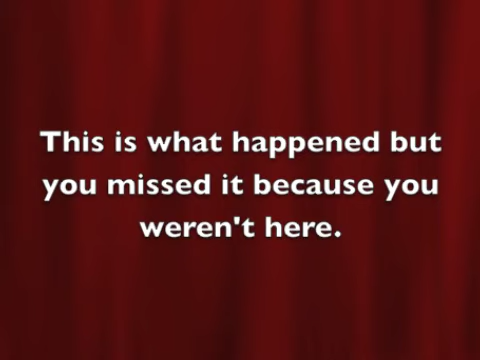 This is what happened but
you missed it because you
weren't here.